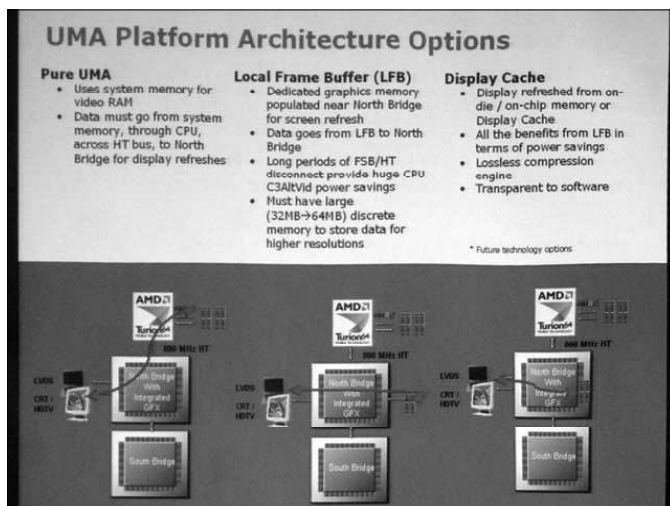 UMA Platform Architecture Options
Pure UMA
• Uses system memory for
video RAM
• Data must go from system
memory, through CPU,
across HT bus, to North
Bridge for display refreshes
Local Frame Buffer (LFB)
• Dedicated graphics memory
populated near North Bridge
for screen refresh
• Data goes from LFB to North
Bridge
• Long periods of FSB/HT
disconnect provide huge CPU
C3AltVid power savings
• Must have large
(32MB→64MB) discrete
memory to store data for
higher resolutions
Display Cache
• Display refreshed from on-
die / on-chip memory or
Display Cache
• All the benefits from LFB in
terms of power savings
• Lossless compression
engine
• Transparent to software
* Future technology options
AMD
Turion64
800 MHz HT
LVDS
CRT /
HDTV
North Bridge
With
Integrated
GFX
South Bridge
AMD
Turion64
800 MHz HT
LVDS
CRT /
HDTV
North Bridge
With
Integrated
GFX
South Bridge
AMD
Turion64
800 MHz HT
LVDS
CRT /
HDTV
North Bridge
With
Integrated
GFX
South Bridge